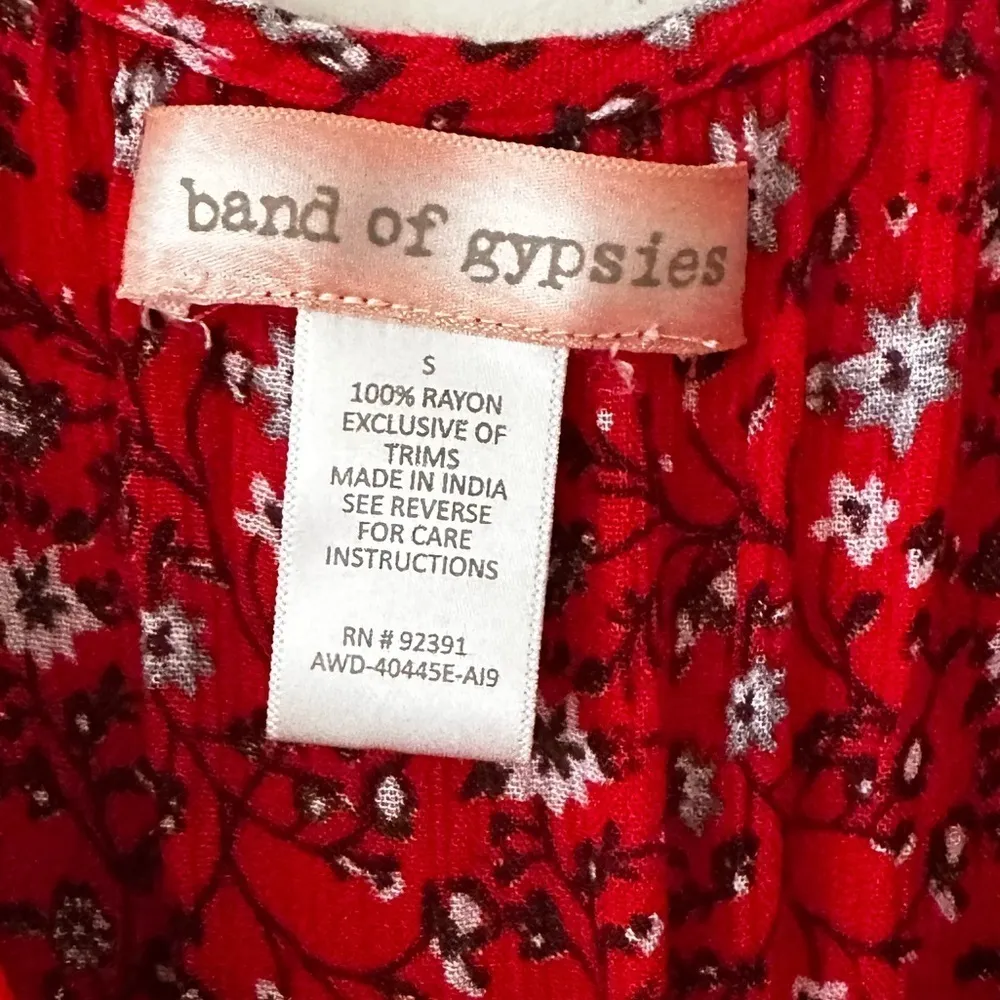 band of gypsies
S
100% RAYON
EXCLUSIVE OF
TRIMS
MADE IN INDIA
SEE REVERSE
FOR CARE
INSTRUCTIONS
RN # 92391
AWD-40445E-AI9